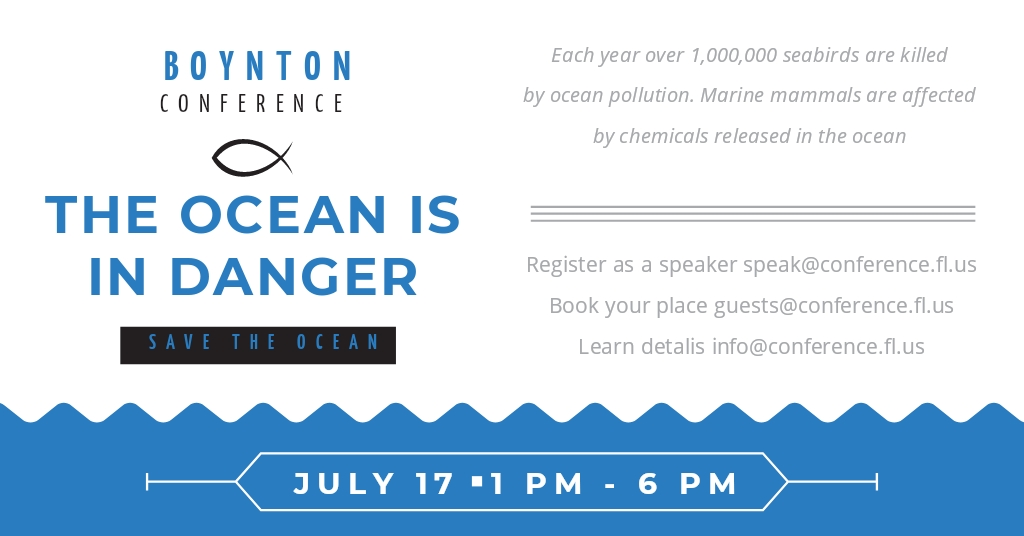 BOYNTON
CONFERENCE
THE OCEAN IS
IN DANGER
SAVE THE OCEAN
Each year over 1,000,000 seabirds are killed
by ocean pollution. Marine mammals are affected
by chemicals released in the ocean
Register as a speaker speak@conference.fl.us
Book your place guests@conference.fl.us
Learn detalis info@conference.fl.us
JULY 17 ▪1 PM - 6 PM